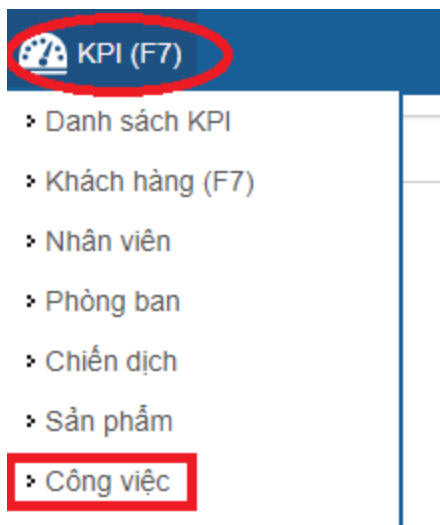 KPI (F7)
Danh sách KPI
Khách hàng (F7)
Nhân viên
Phòng ban
Chiến dịch
Sản phẩm
Công việc